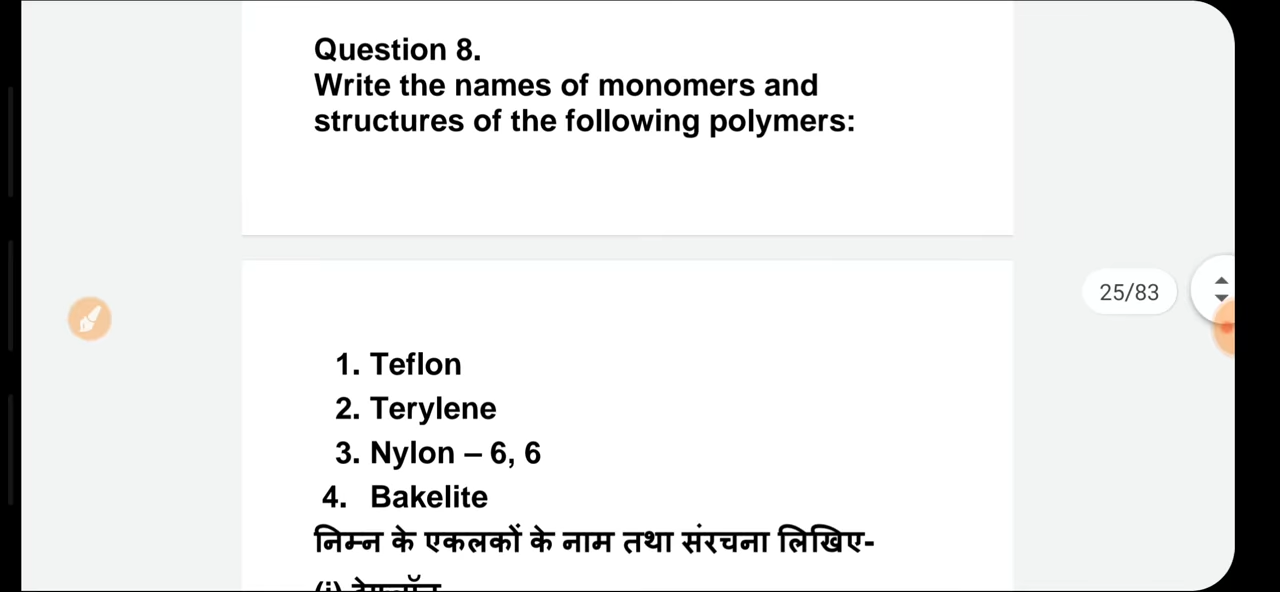 Question 8.
Write the names of monomers and
structures of the following polymers:
25/83
1. Teflon
2. Terylene
3. Nylon – 6, 6
4. Bakelite
निम्न के एकलकों के नाम तथा संरचना लिखिए-
(i)